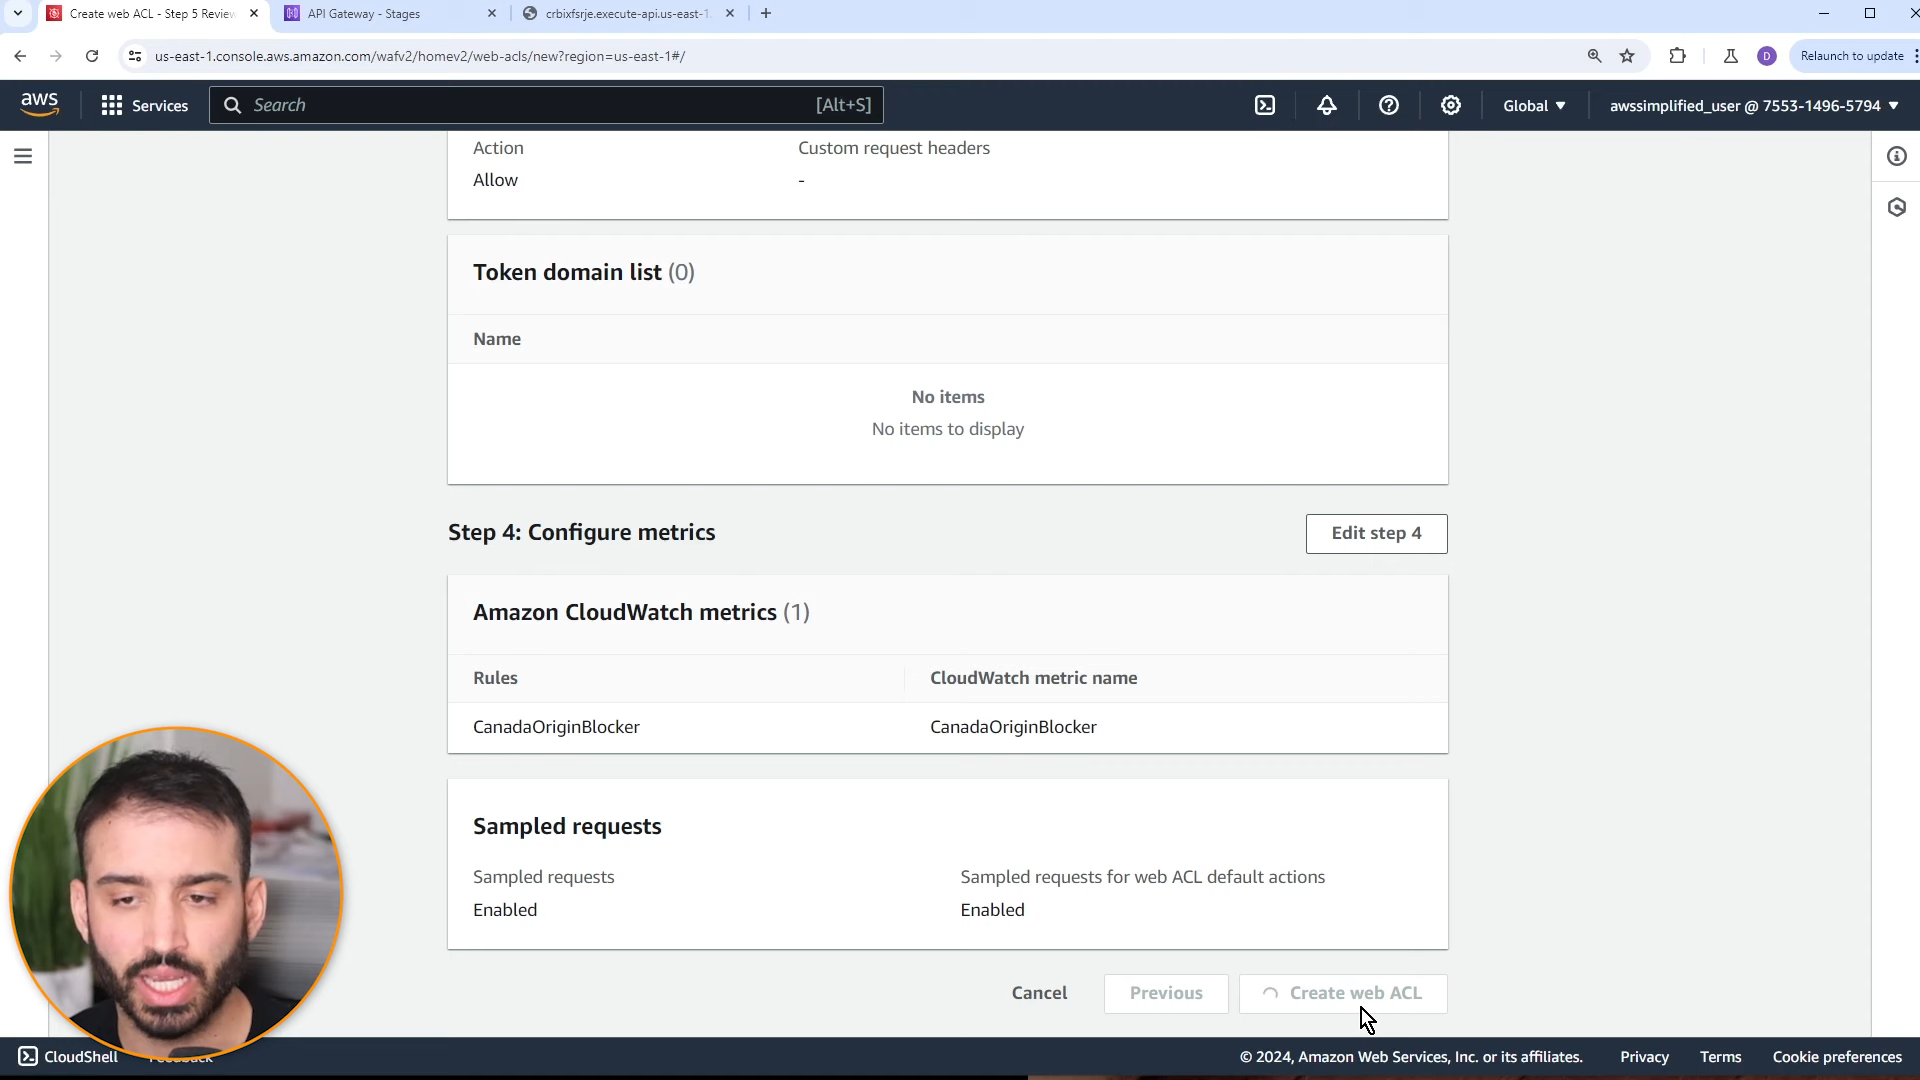 Create web ACL - Step 5 Review
API Gateway - Stages
crbixfsrje.execute-api.us-east-1
us-east-1.console.aws.amazon.com/wafv2/homev2/web-acls/new?region=us-east-1#/
D
Relaunch to update
aws
Services
Search
[Alt+S]
Global
awssimplified_user @ 7553-1496-5794
Action
Custom request headers
Allow
-
Token domain list (0)
Name
No items
No items to display
Step 4: Configure metrics
Edit step 4
Amazon CloudWatch metrics (1)
Rules
CloudWatch metric name
CanadaOriginBlocker
CanadaOriginBlocker
Sampled requests
Sampled requests
Sampled requests for web ACL default actions
Enabled
Enabled
Cancel
Previous
Create web ACL
CloudShell
Feedback
© 2024, Amazon Web Services, Inc. or its affiliates.
Privacy
Terms
Cookie preferences